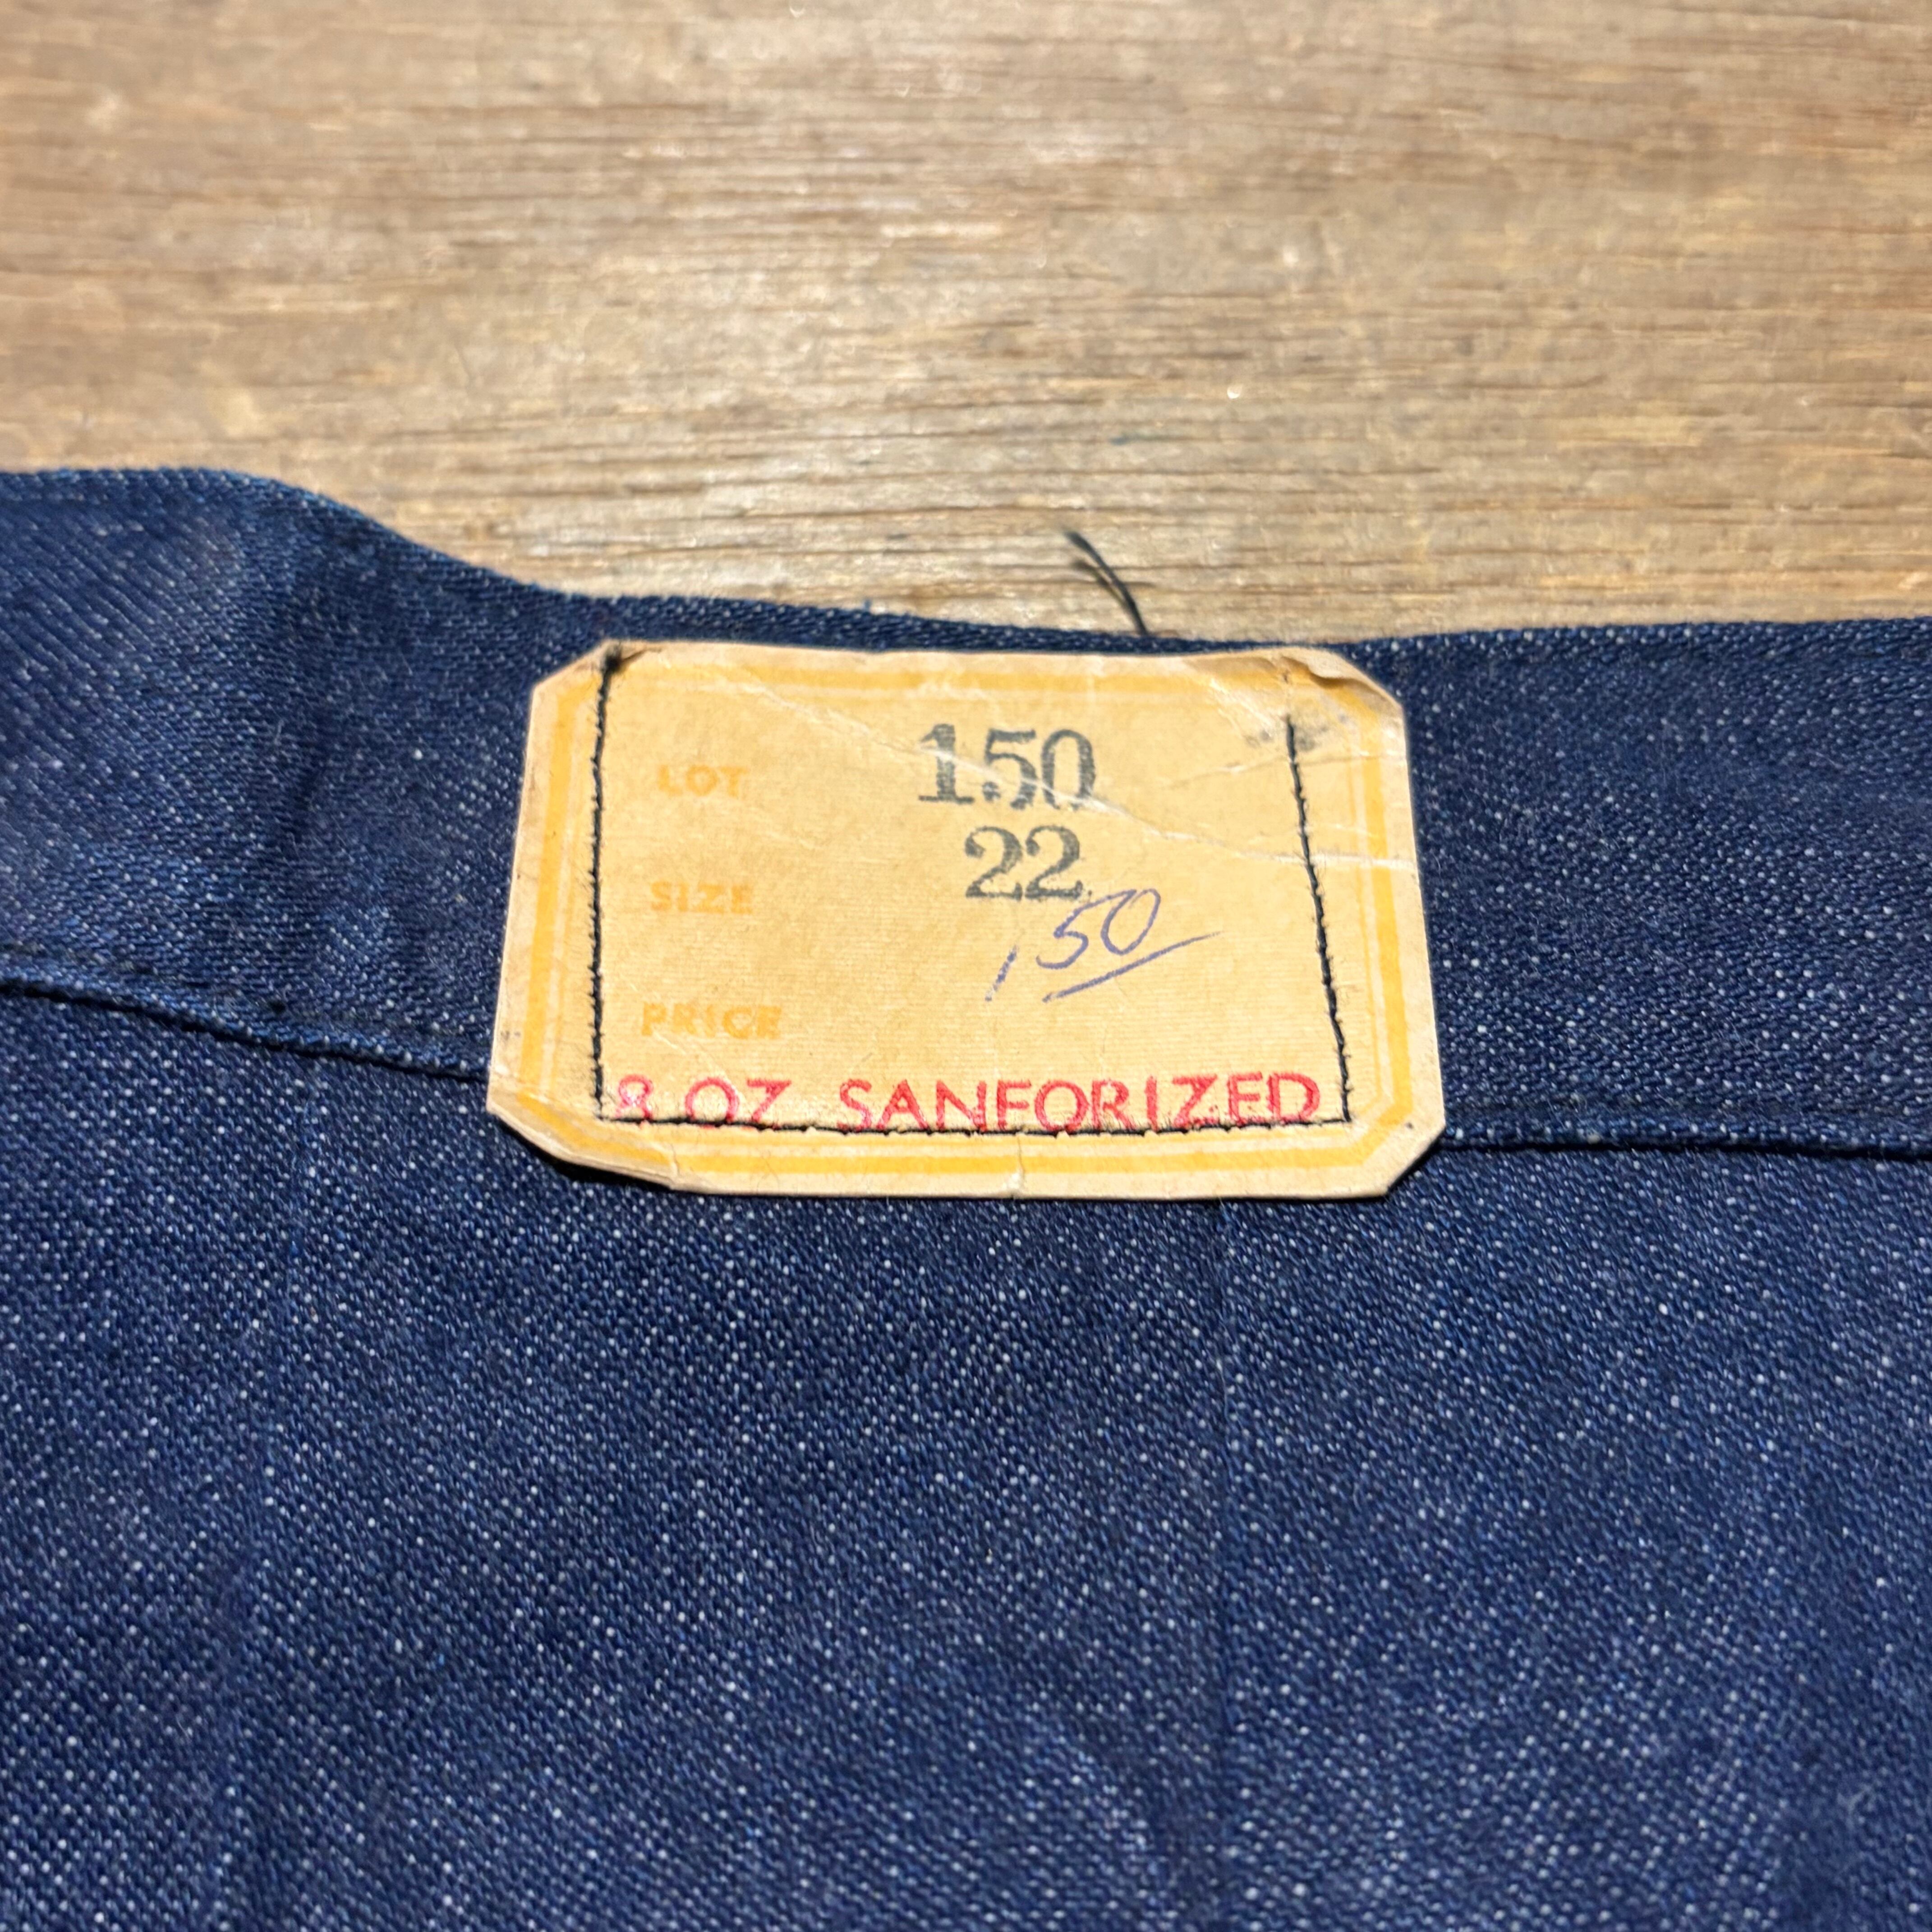 LOT 150
SIZE 22
150
PRICE
8 OZ. SANFORIZED